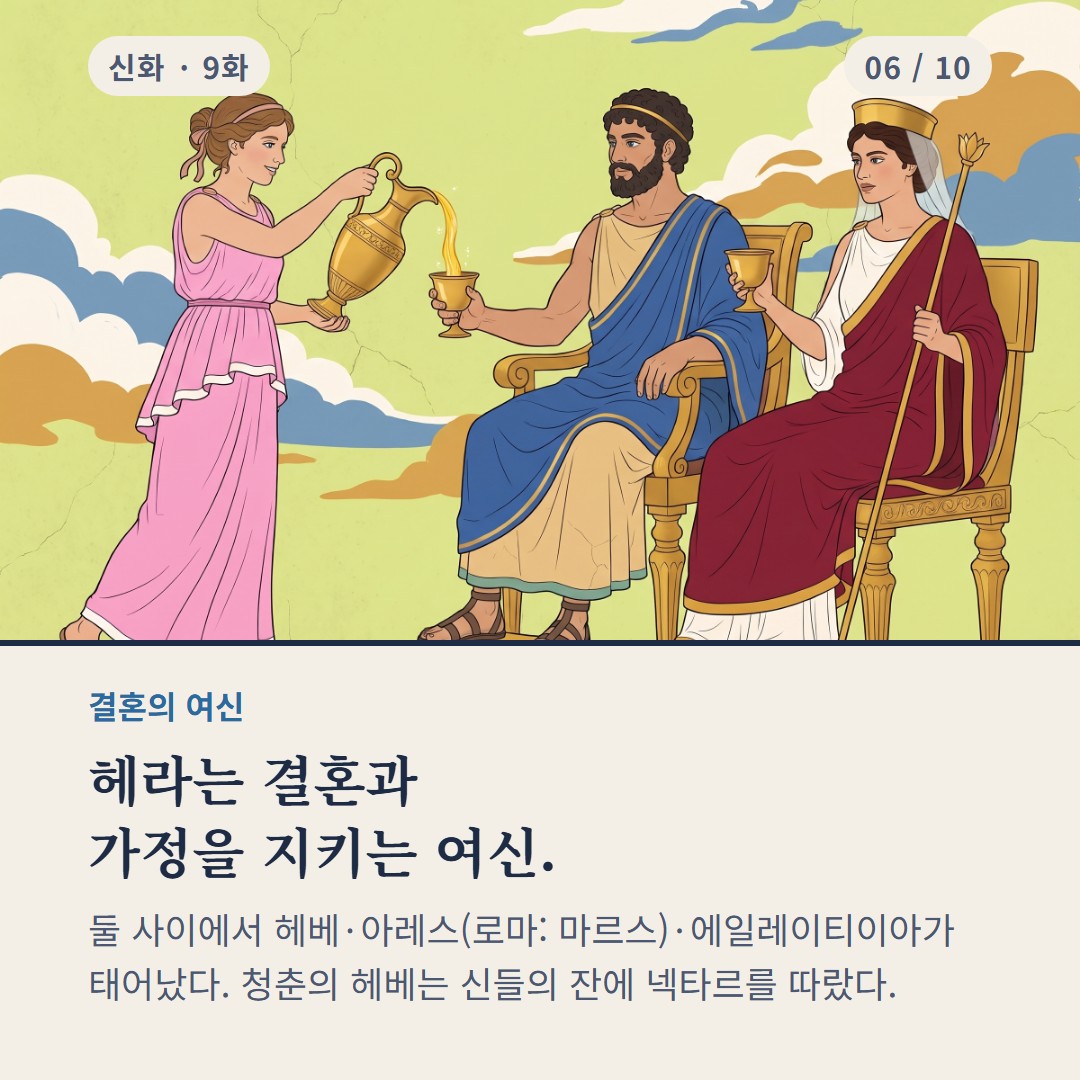 신화 · 9화
06 / 10
결혼의 여신
헤라는 결혼과
가정을 지키는 여신.
둘 사이에서 헤베·아레스(로마: 마르스)·에일레이티이아가
태어났다. 청춘의 헤베는 신들의 잔에 넥타르를 따랐다.